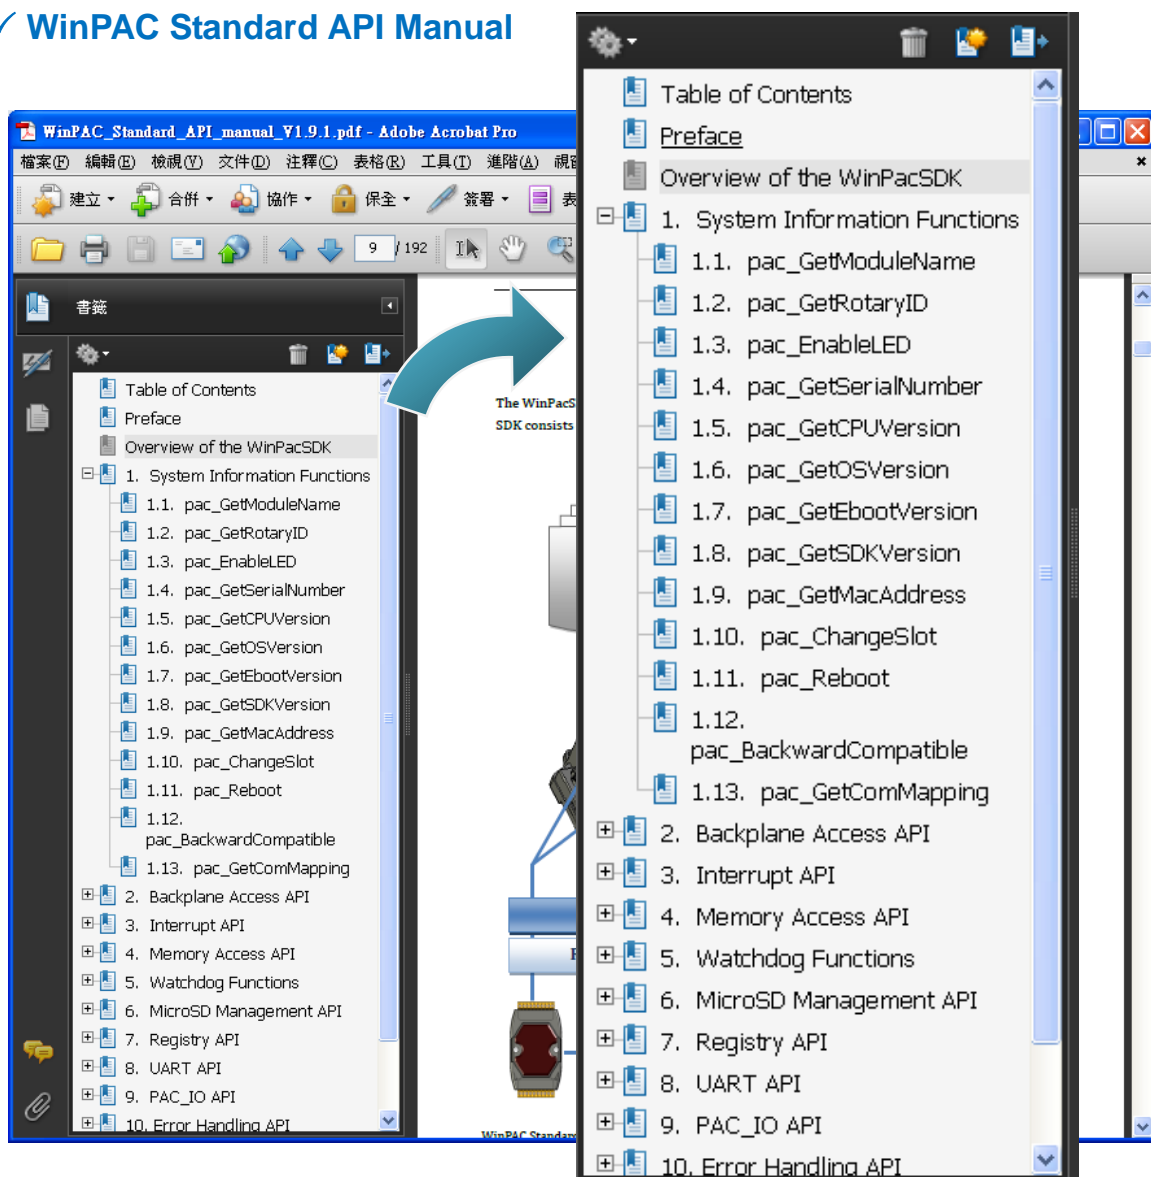 ✓ WinPAC Standard API Manual
WinPAC_Standard_API_manual_V1.9.1.pdf - Adobe Acrobat Pro
檔案(F) 編輯(E) 檢視(V) 文件(D) 注釋(C) 表格(R) 工具(T) 進階(A) 視窗
建立 合併 協作 保全 簽署 表
9 / 192
書籤
Table of Contents
Preface
Overview of the WinPacSDK
1. System Information Functions
1.1. pac_GetModuleName
1.2. pac_GetRotaryID
1.3. pac_EnableLED
1.4. pac_GetSerialNumber
1.5. pac_GetCPUVersion
1.6. pac_GetOSVersion
1.7. pac_GetEbootVersion
1.8. pac_GetSDKVersion
1.9. pac_GetMacAddress
1.10. pac_ChangeSlot
1.11. pac_Reboot
1.12.
pac_BackwardCompatible
1.13. pac_GetComMapping
2. Backplane Access API
3. Interrupt API
4. Memory Access API
5. Watchdog Functions
6. MicroSD Management API
7. Registry API
8. UART API
9. PAC_IO API
10. Error Handling API
The WinPacS
SDK consists
WinPAC Standar
Table of Contents
Preface
Overview of the WinPacSDK
1. System Information Functions
1.1. pac_GetModuleName
1.2. pac_GetRotaryID
1.3. pac_EnableLED
1.4. pac_GetSerialNumber
1.5. pac_GetCPUVersion
1.6. pac_GetOSVersion
1.7. pac_GetEbootVersion
1.8. pac_GetSDKVersion
1.9. pac_GetMacAddress
1.10. pac_ChangeSlot
1.11. pac_Reboot
1.12.
pac_BackwardCompatible
1.13. pac_GetComMapping
2. Backplane Access API
3. Interrupt API
4. Memory Access API
5. Watchdog Functions
6. MicroSD Management API
7. Registry API
8. UART API
9. PAC_IO API
10. Error Handling API